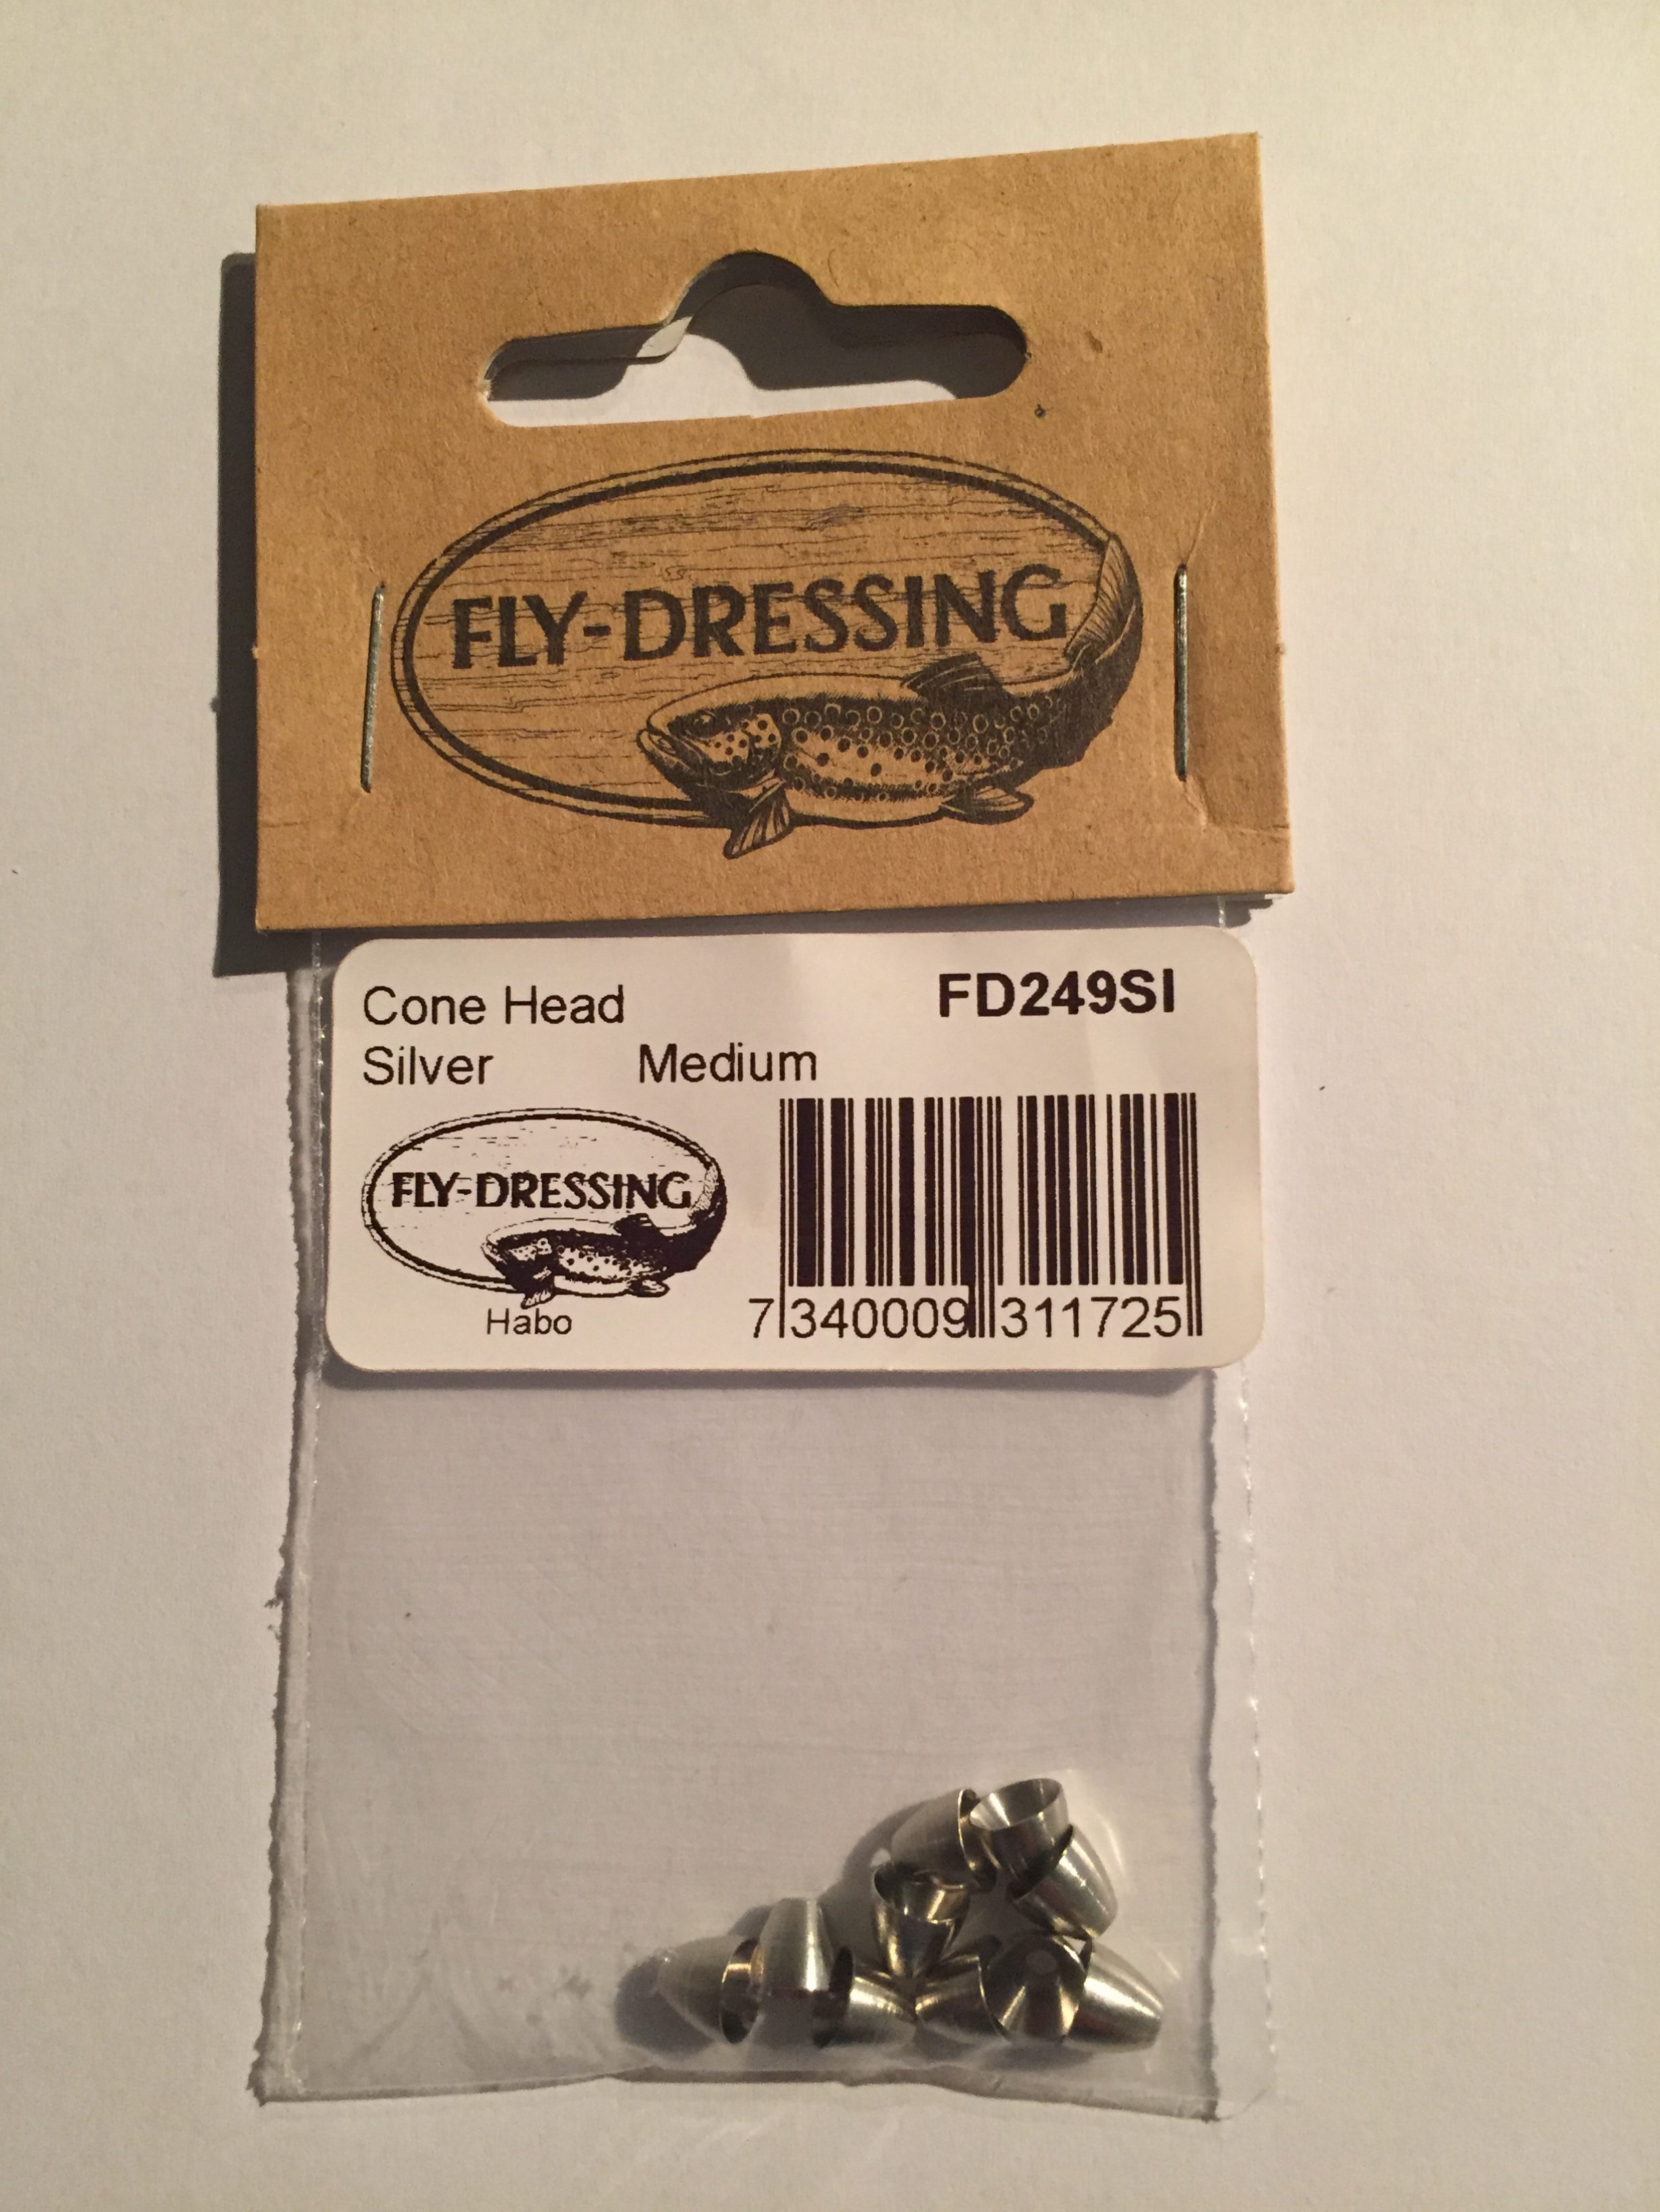 FLY-DRESSING
Cone Head FD249SI
Silver Medium
FLY-DRESSING
Habo
7 340009 311725